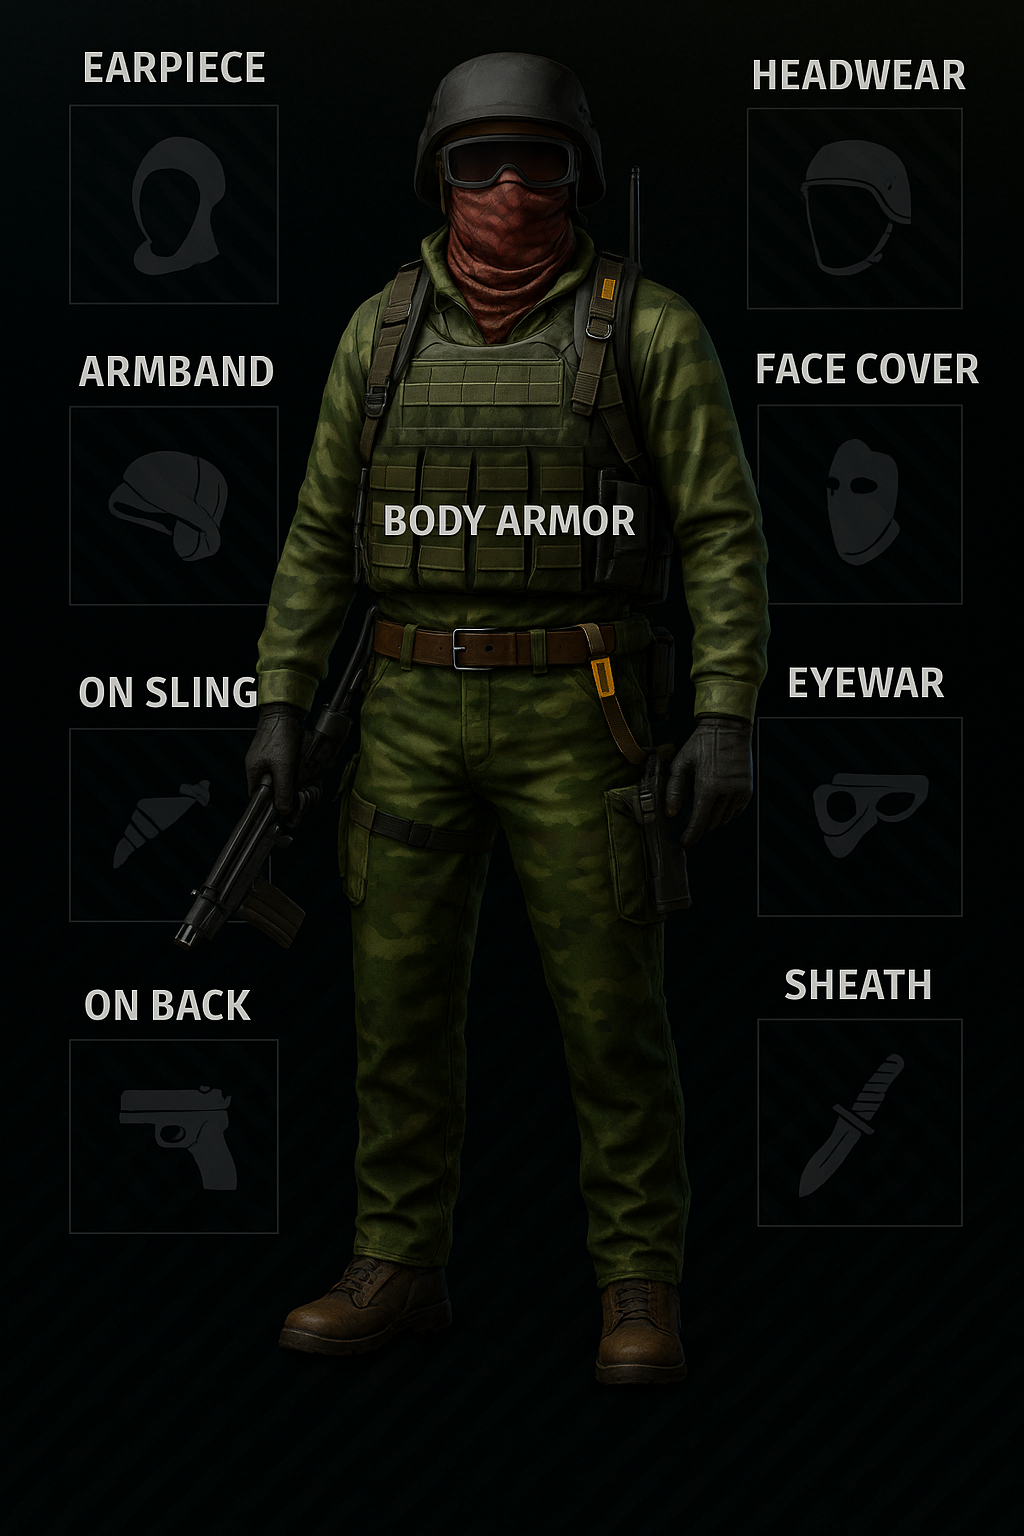 EARPIECE
HEADWEAR
ARMBAND
FACE COVER
BODY ARMOR
ON SLING
EYEWAR
ON BACK
SHEATH